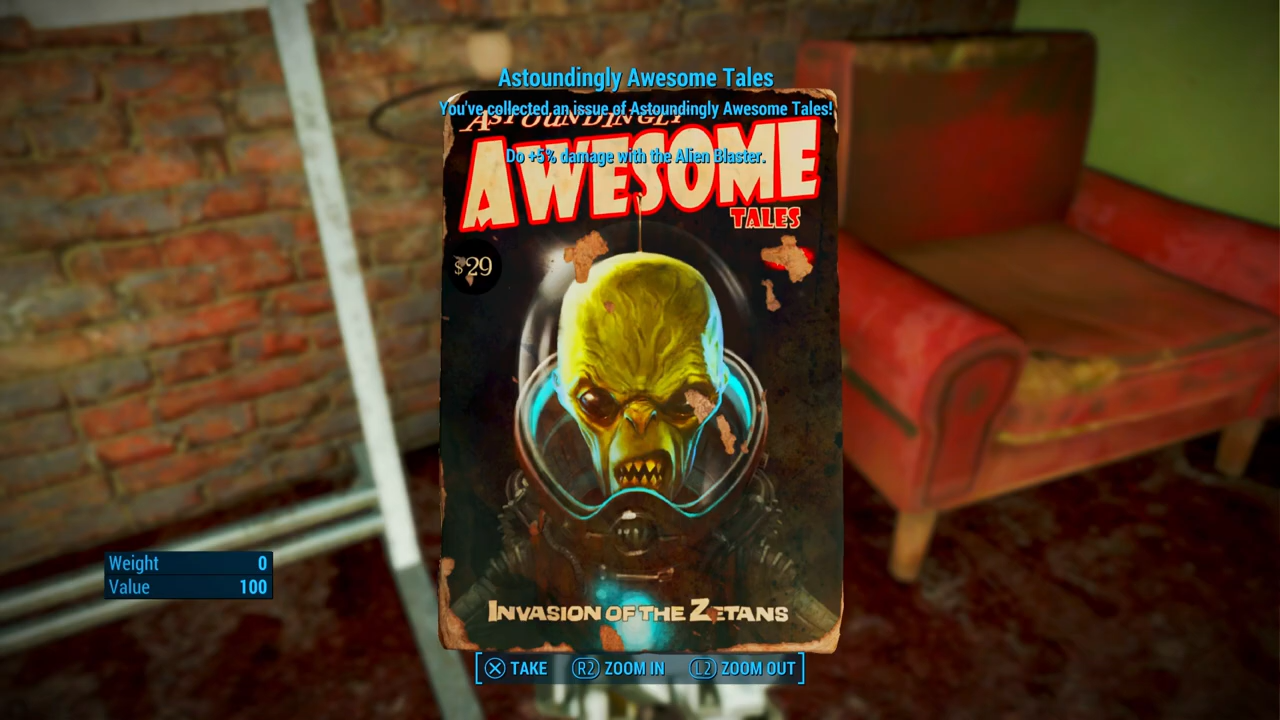 Astoundingly Awesome Tales
You've collected an issue of Astoundingly Awesome Tales!
ASTOUNDINGLY
Do +5% damage with the Alien Blaster.
AWESOME
TALES
$29
Weight 0
Value 100
INVASION OF THE ZETANS
TAKE R2 ZOOM IN L2 ZOOM OUT